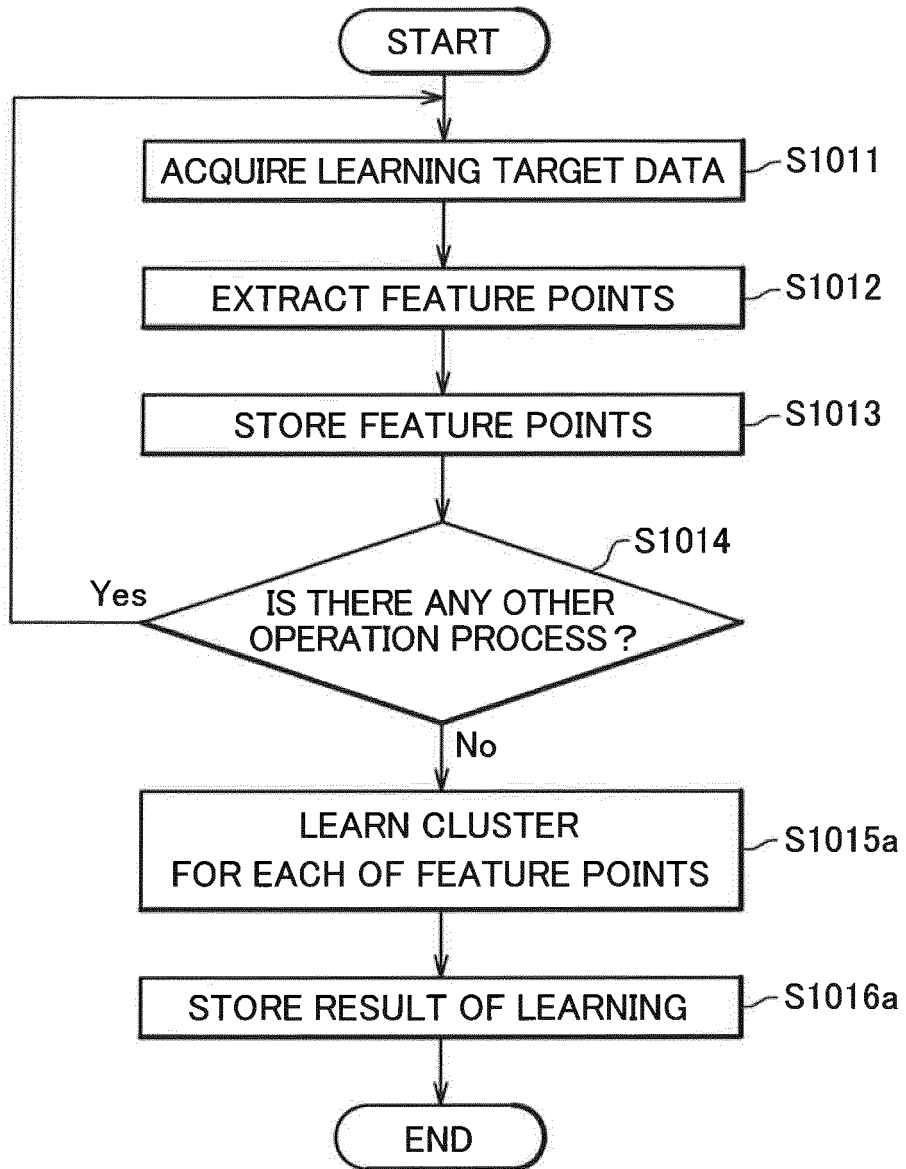 START
ACQUIRE LEARNING TARGET DATA
S1011
EXTRACT FEATURE POINTS
S1012
STORE FEATURE POINTS
S1013
S1014
Yes
IS THERE ANY OTHER
OPERATION PROCESS?
No
LEARN CLUSTER
FOR EACH OF FEATURE POINTS
S1015a
STORE RESULT OF LEARNING
S1016a
END